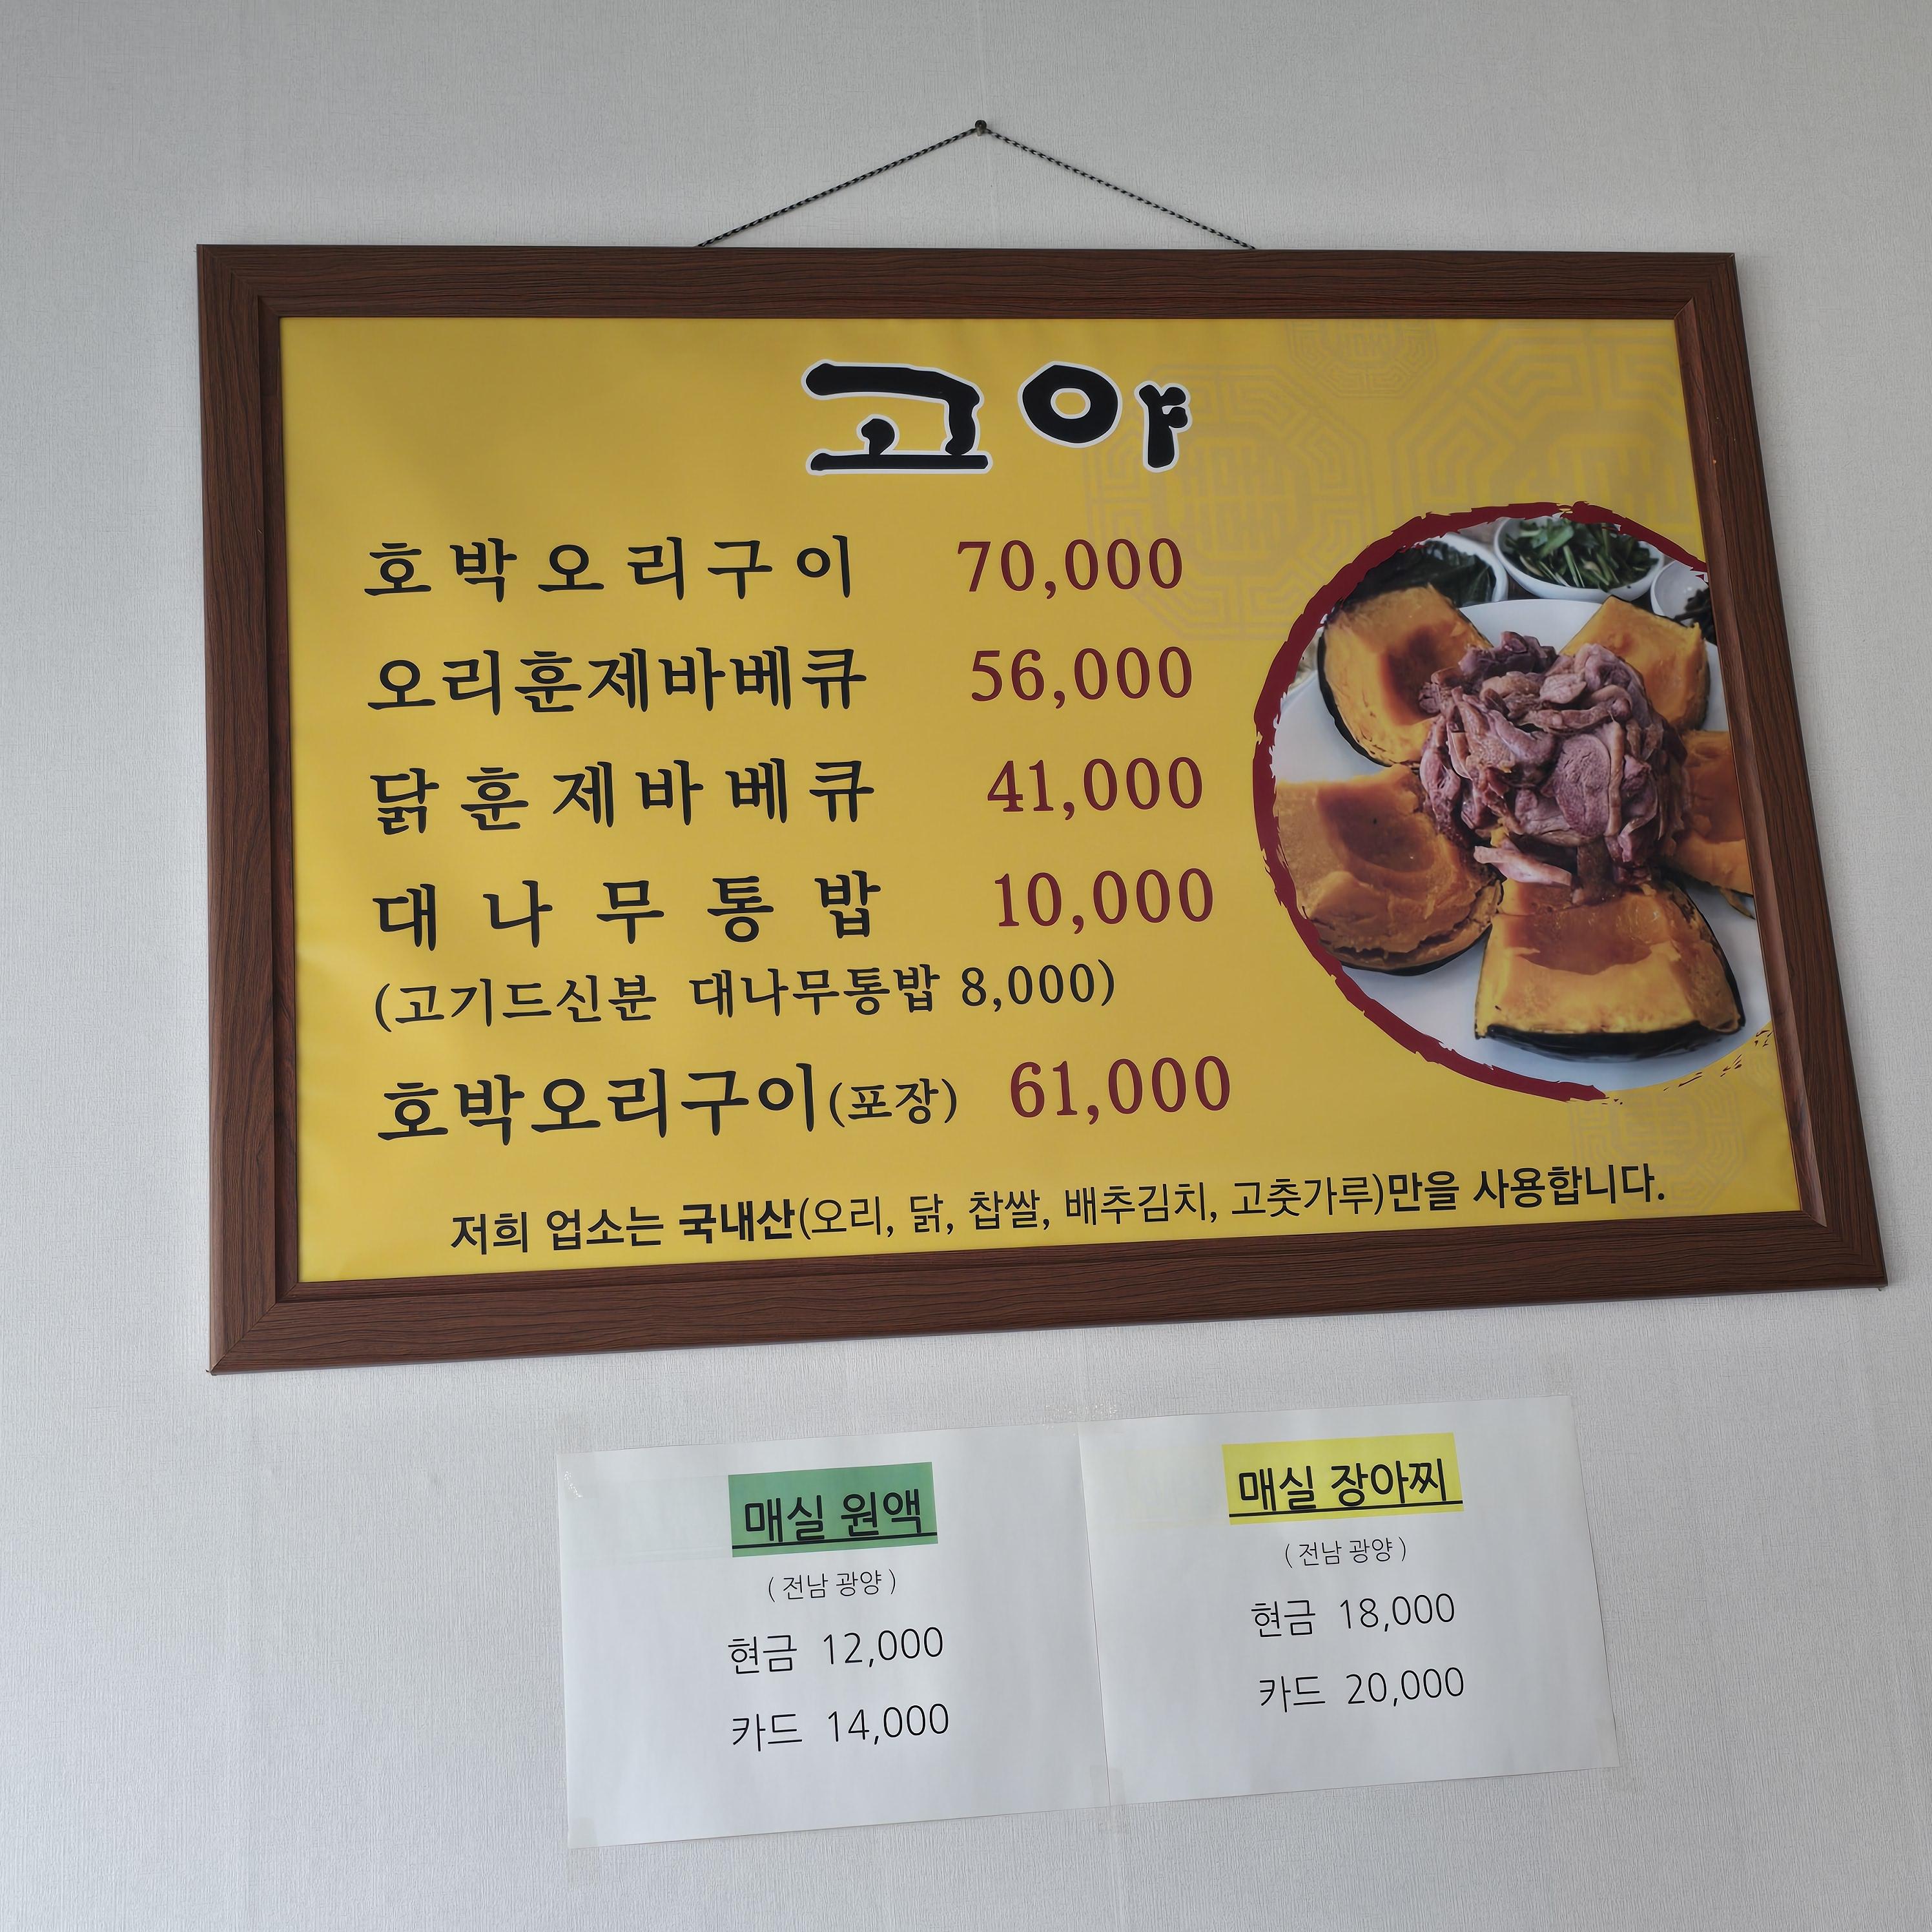 고야
호박오리구이 70,000
오리훈제바베큐 56,000
닭훈제바베큐 41,000
대나무통밥 10,000
(고기드신분 대나무통밥 8,000)
호박오리구이(포장) 61,000
저희 업소는 국내산(오리, 닭, 찹쌀, 배추김치, 고춧가루)만을 사용합니다.
매실 원액
(전남 광양)
현금 12,000
카드 14,000
매실 장아찌
(전남 광양)
현금 18,000
카드 20,000